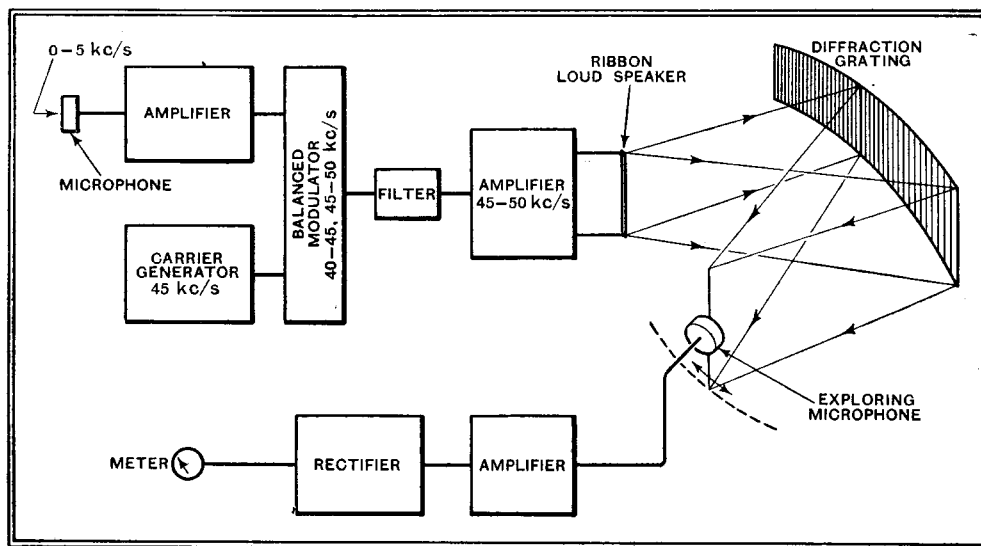 0–5 kc/s
MICROPHONE
AMPLIFIER
CARRIER
GENERATOR
45 kc/s
BALANCED
MODULATOR
40–45, 45–50 kc/s
FILTER
AMPLIFIER
45–50 kc/s
RIBBON
LOUD SPEAKER
DIFFRACTION
GRATING
EXPLORING
MICROPHONE
METER
RECTIFIER
AMPLIFIER